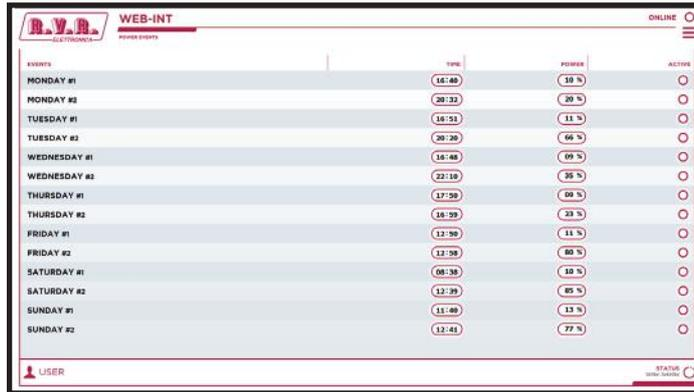 R.V.R. WEB-INT ONLINE
ELETTRONICA POWER EVENTS
EVENTS TIME POWER ACTIVE
MONDAY #1 16:40 10 %
MONDAY #2 20:32 20 %
TUESDAY #1 16:51 11 %
TUESDAY #2 20:20 66 %
WEDNESDAY #1 16:48 09 %
WEDNESDAY #2 22:10 35 %
THURSDAY #1 17:50 %
THURSDAY #2 16:59 23 %
FRIDAY #1 12:50 11 %
FRIDAY #2 12:58 80 %
SATURDAY #1 08:38 10 %
SATURDAY #2 12:39 85 %
SUNDAY #1 11:40 13 %
SUNDAY #2 12:41 77 %
USER STATUS